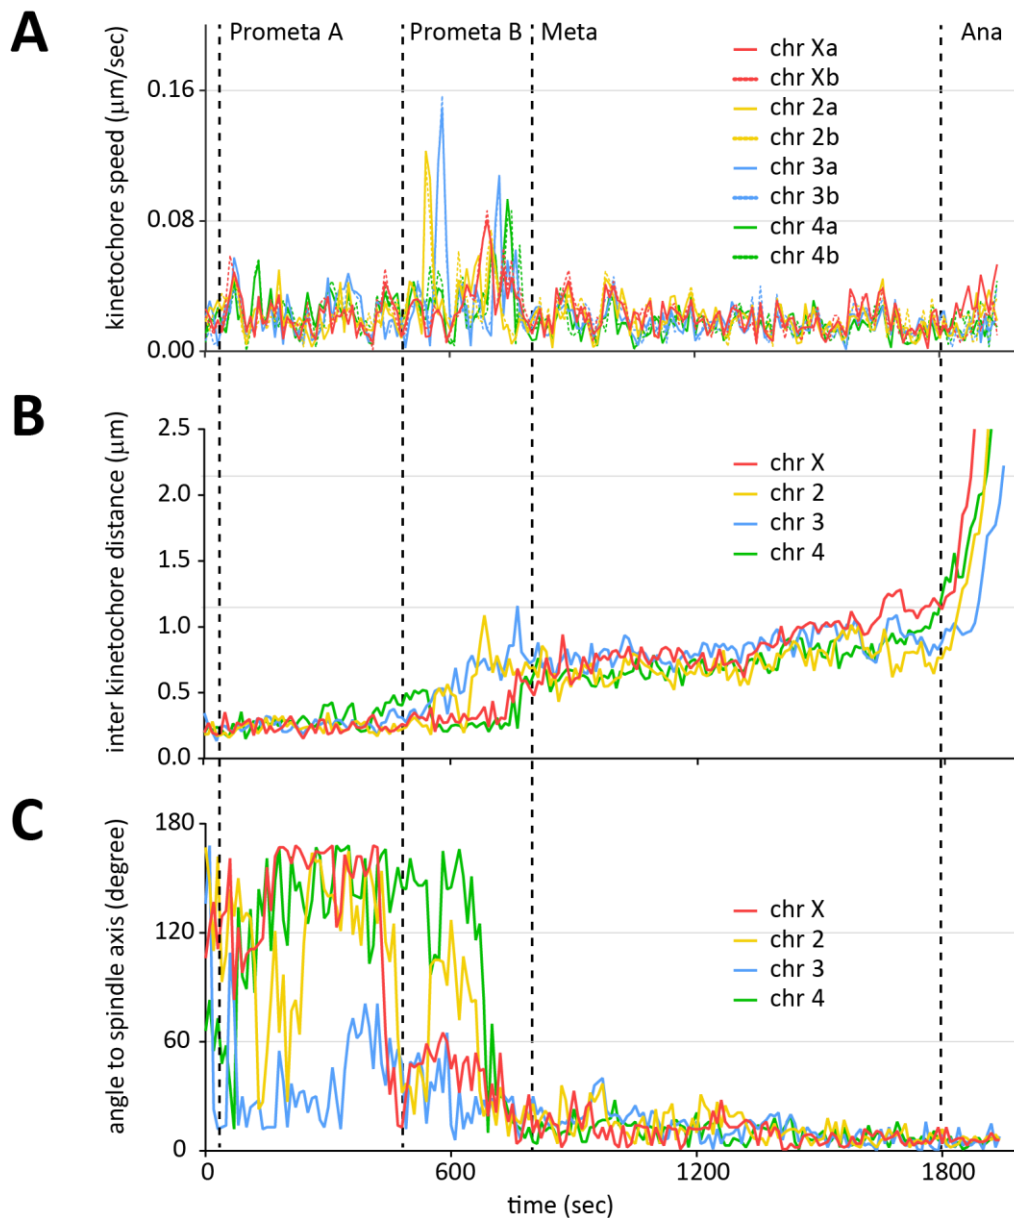 A
Prometa A
Prometa B
Meta
Ana
kinetochore speed (μm/sec)
0.16
0.08
0.00
chr Xa
chr Xb
chr 2a
chr 2b
chr 3a
chr 3b
chr 4a
chr 4b
B
inter kinetochore distance (μm)
2.5
2.0
1.5
1.0
0.5
0.0
chr X
chr 2
chr 3
chr 4
C
angle to spindle axis (degree)
180
120
60
0
chr X
chr 2
chr 3
chr 4
0
600
1200
1800
time (sec)